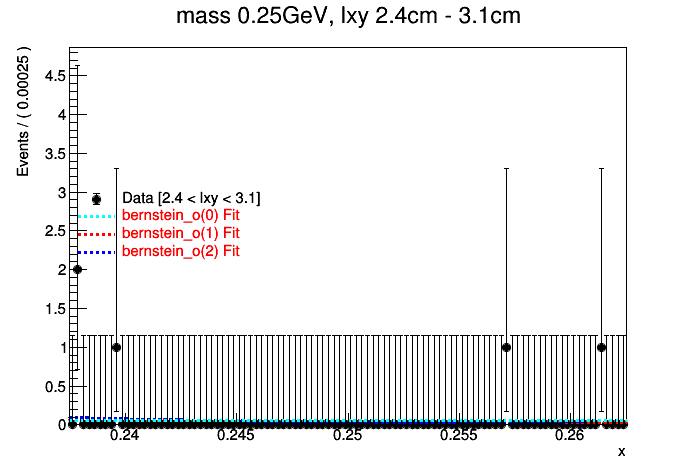 mass 0.25GeV, lxy 2.4cm - 3.1cm
Events / ( 0.00025 )
4.5
4
3.5
3
2.5
2
1.5
1
0.5
0
Data [2.4 < lxy < 3.1]
bernstein_o(0) Fit
bernstein_o(1) Fit
bernstein_o(2) Fit
0.24 0.245 0.25 0.255 0.26
x